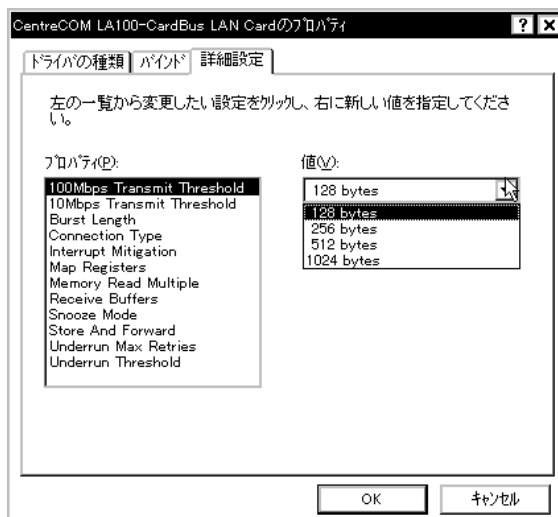 CentreCOM LA100-CardBus LAN Cardのﾌﾟﾛﾊﾟﾃｨ
ﾄﾞﾗｲﾊﾞの種類
ﾊﾞｲﾝﾄﾞ
詳細設定
左の一覧から変更したい設定をｸﾘｯｸし、右に新しい値を指定してくださ
い。
ﾌﾟﾛﾊﾟﾃｨ(P):
100Mbps Transmit Threshold
10Mbps Transmit Threshold
Burst Length
Connection Type
Interrupt Mitigation
Map Registers
Memory Read Multiple
Receive Buffers
Snooze Mode
Store And Forward
Underrun Max Retries
Underrun Threshold
値(V):
128 bytes
128 bytes
256 bytes
512 bytes
1024 bytes
OK
ｷｬﾝｾﾙ